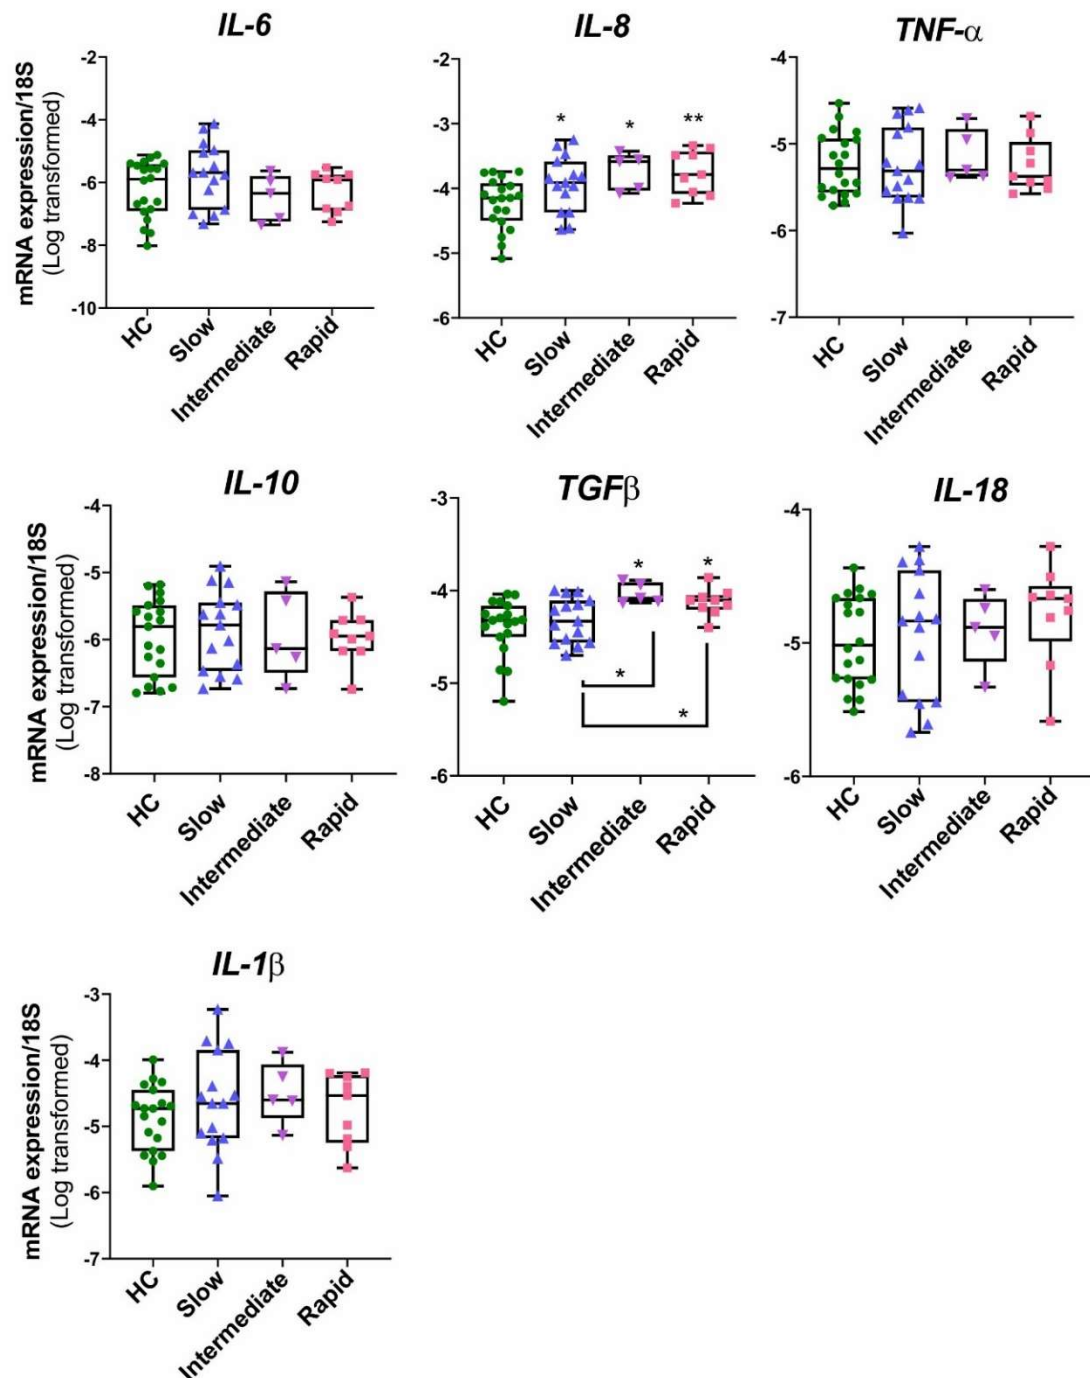 IL-6
IL-8
TNF-α
mRNA expression/18S
(Log transformed)
-2
-4
-6
-8
-10
HC
Slow
Intermediate
Rapid
-2
-3
-4
-5
-6
*
*
**
HC
Slow
Intermediate
Rapid
-4
-5
-6
-7
HC
Slow
Intermediate
Rapid
IL-10
TGFβ
IL-18
mRNA expression/18S
(Log transformed)
-4
-5
-6
-7
-8
HC
Slow
Intermediate
Rapid
-3
-4
-5
-6
*
*
*
*
HC
Slow
Intermediate
Rapid
-4
-5
-6
HC
Slow
Intermediate
Rapid
IL-1β
mRNA expression/18S
(Log transformed)
-3
-4
-5
-6
-7
HC
Slow
Intermediate
Rapid